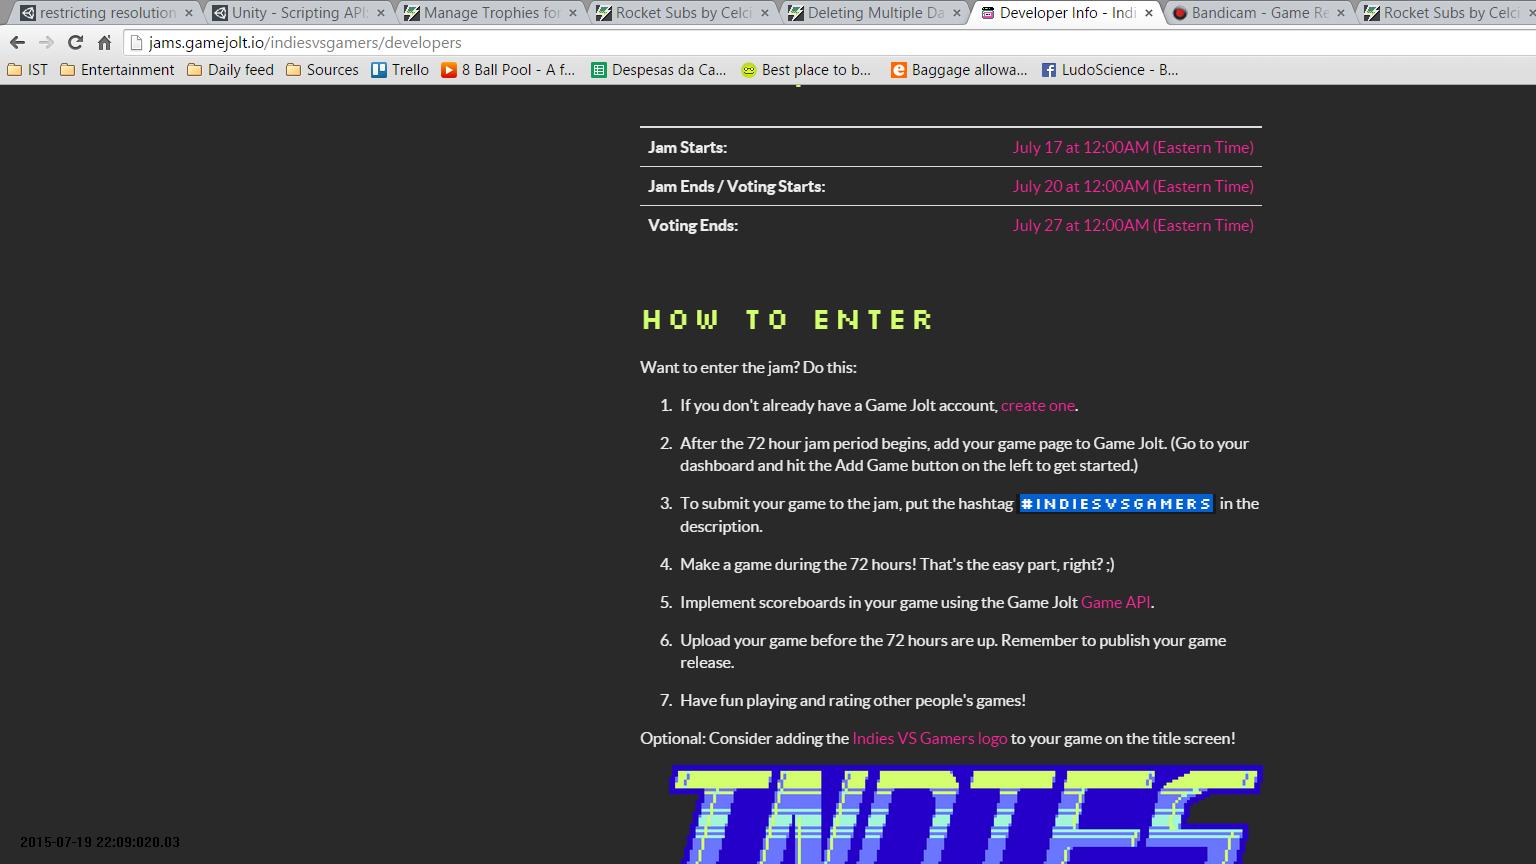 restricting resolution
Unity - Scripting API:
Manage Trophies for
Rocket Subs by Celci
Deleting Multiple Da
Developer Info - Indi
Bandicam - Game Re
Rocket Subs by Celci
jams.gamejolt.io/indiesvsgamers/developers
IST
Entertainment
Daily feed
Sources
Trello
8 Ball Pool - A f...
Despesas da Ca...
Best place to b...
Baggage allowa...
LudoScience - B...
Jam Starts: July 17 at 12:00AM (Eastern Time)
Jam Ends / Voting Starts: July 20 at 12:00AM (Eastern Time)
Voting Ends: July 27 at 12:00AM (Eastern Time)
HOW TO ENTER
Want to enter the jam? Do this:
1. If you don't already have a Game Jolt account, create one.
2. After the 72 hour jam period begins, add your game page to Game Jolt. (Go to your
dashboard and hit the Add Game button on the left to get started.)
3. To submit your game to the jam, put the hashtag #INDIESVSGAMERS in the
description.
4. Make a game during the 72 hours! That's the easy part, right? ;)
5. Implement scoreboards in your game using the Game Jolt Game API.
6. Upload your game before the 72 hours are up. Remember to publish your game
release.
7. Have fun playing and rating other people's games!
Optional: Consider adding the Indies VS Gamers logo to your game on the title screen!
INDIES
2015-07-19 22:09:020.03